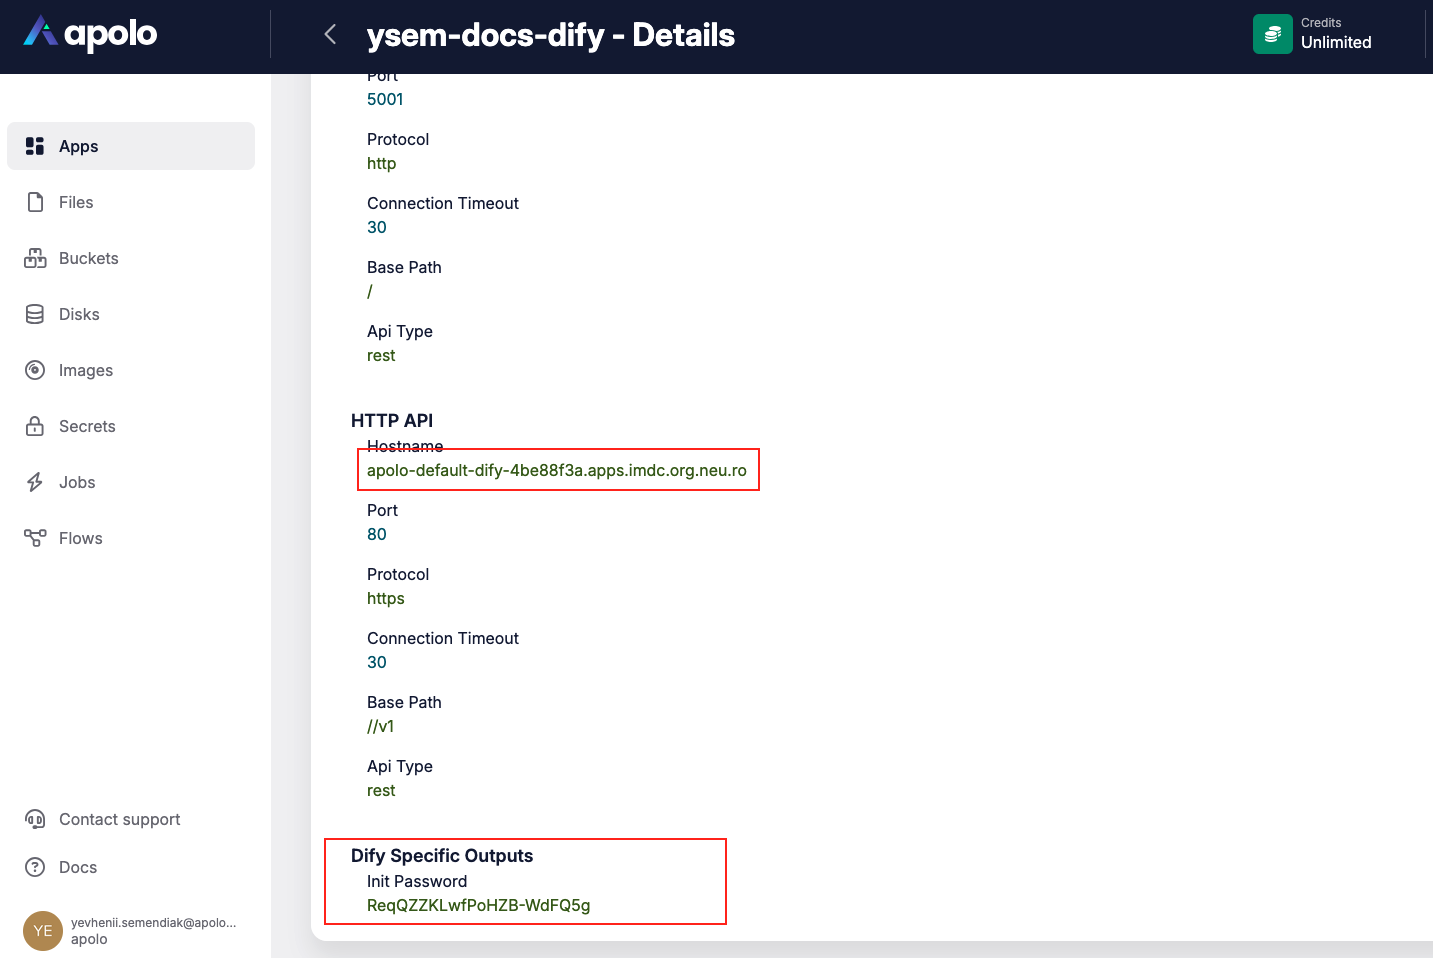 apolo
ysem-docs-dify - Details
Credits
Unlimited
Apps
Files
Buckets
Disks
Images
Secrets
Jobs
Flows
Contact support
Docs
YE
yevhenii.semendiak@apolo...
apolo
Port
5001
Protocol
http
Connection Timeout
30
Base Path
/
Api Type
rest
HTTP API
Hostname
apolo-default-dify-4be88f3a.apps.imdc.org.neu.ro
Port
80
Protocol
https
Connection Timeout
30
Base Path
//v1
Api Type
rest
Dify Specific Outputs
Init Password
ReqQZZKLwfPoHZB-WdFQ5g